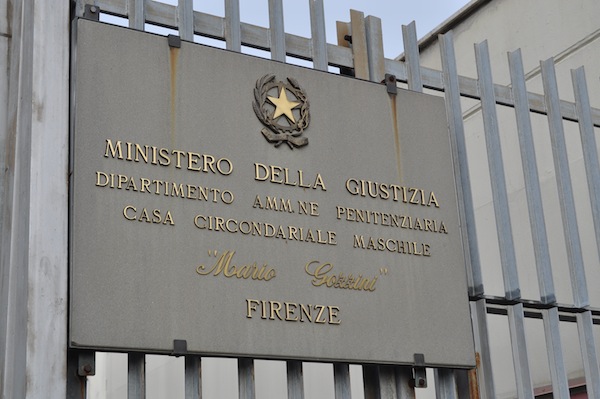 MINISTERO DELLA GIUSTIZIA
DIPARTIMENTO AMM.NE PENITENZIARIA
CASA CIRCONDARIALE MASCHILE
"Mario Gozzini"
FIRENZE